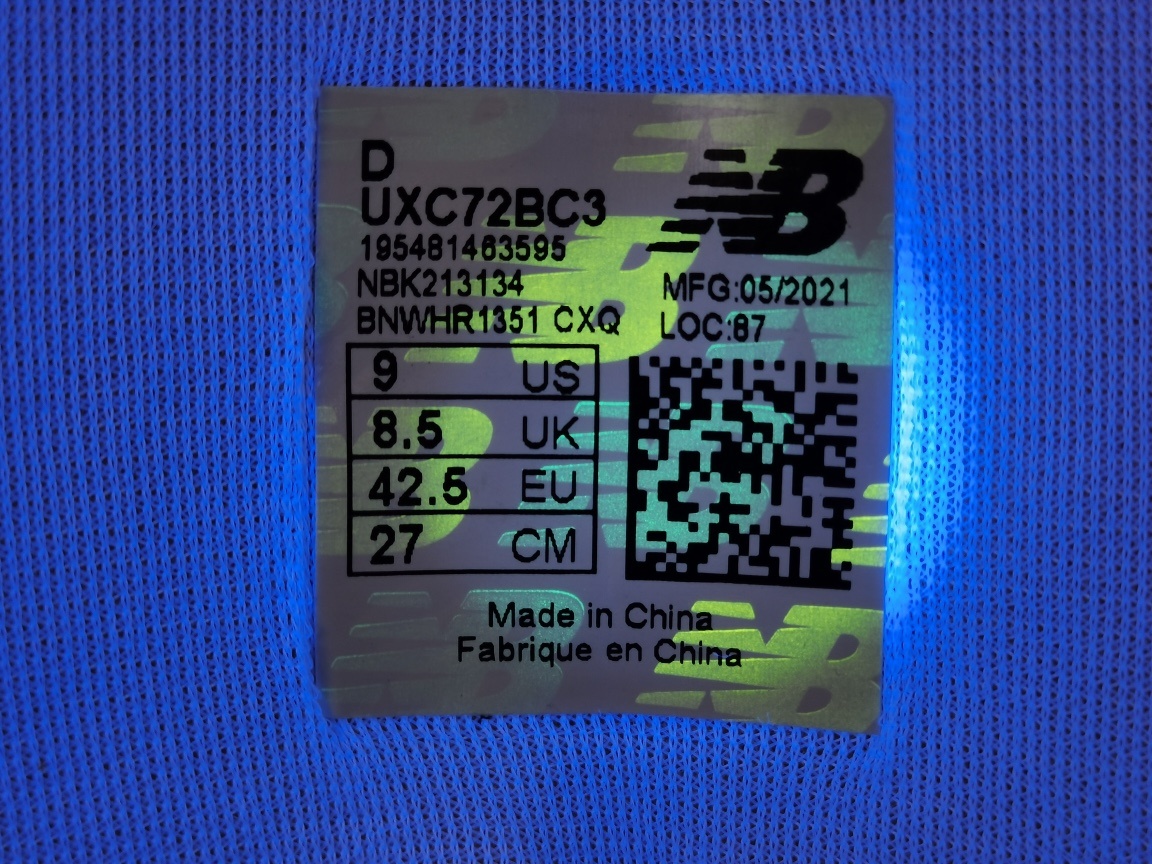 D
UXC72BC3
195481463595
NBK213134
BNWHR1351 CXQ
NB
MFG:05/2021
LOC:87
9 US
8.5 UK
42.5 EU
27 CM
Made in China
Fabrique en China